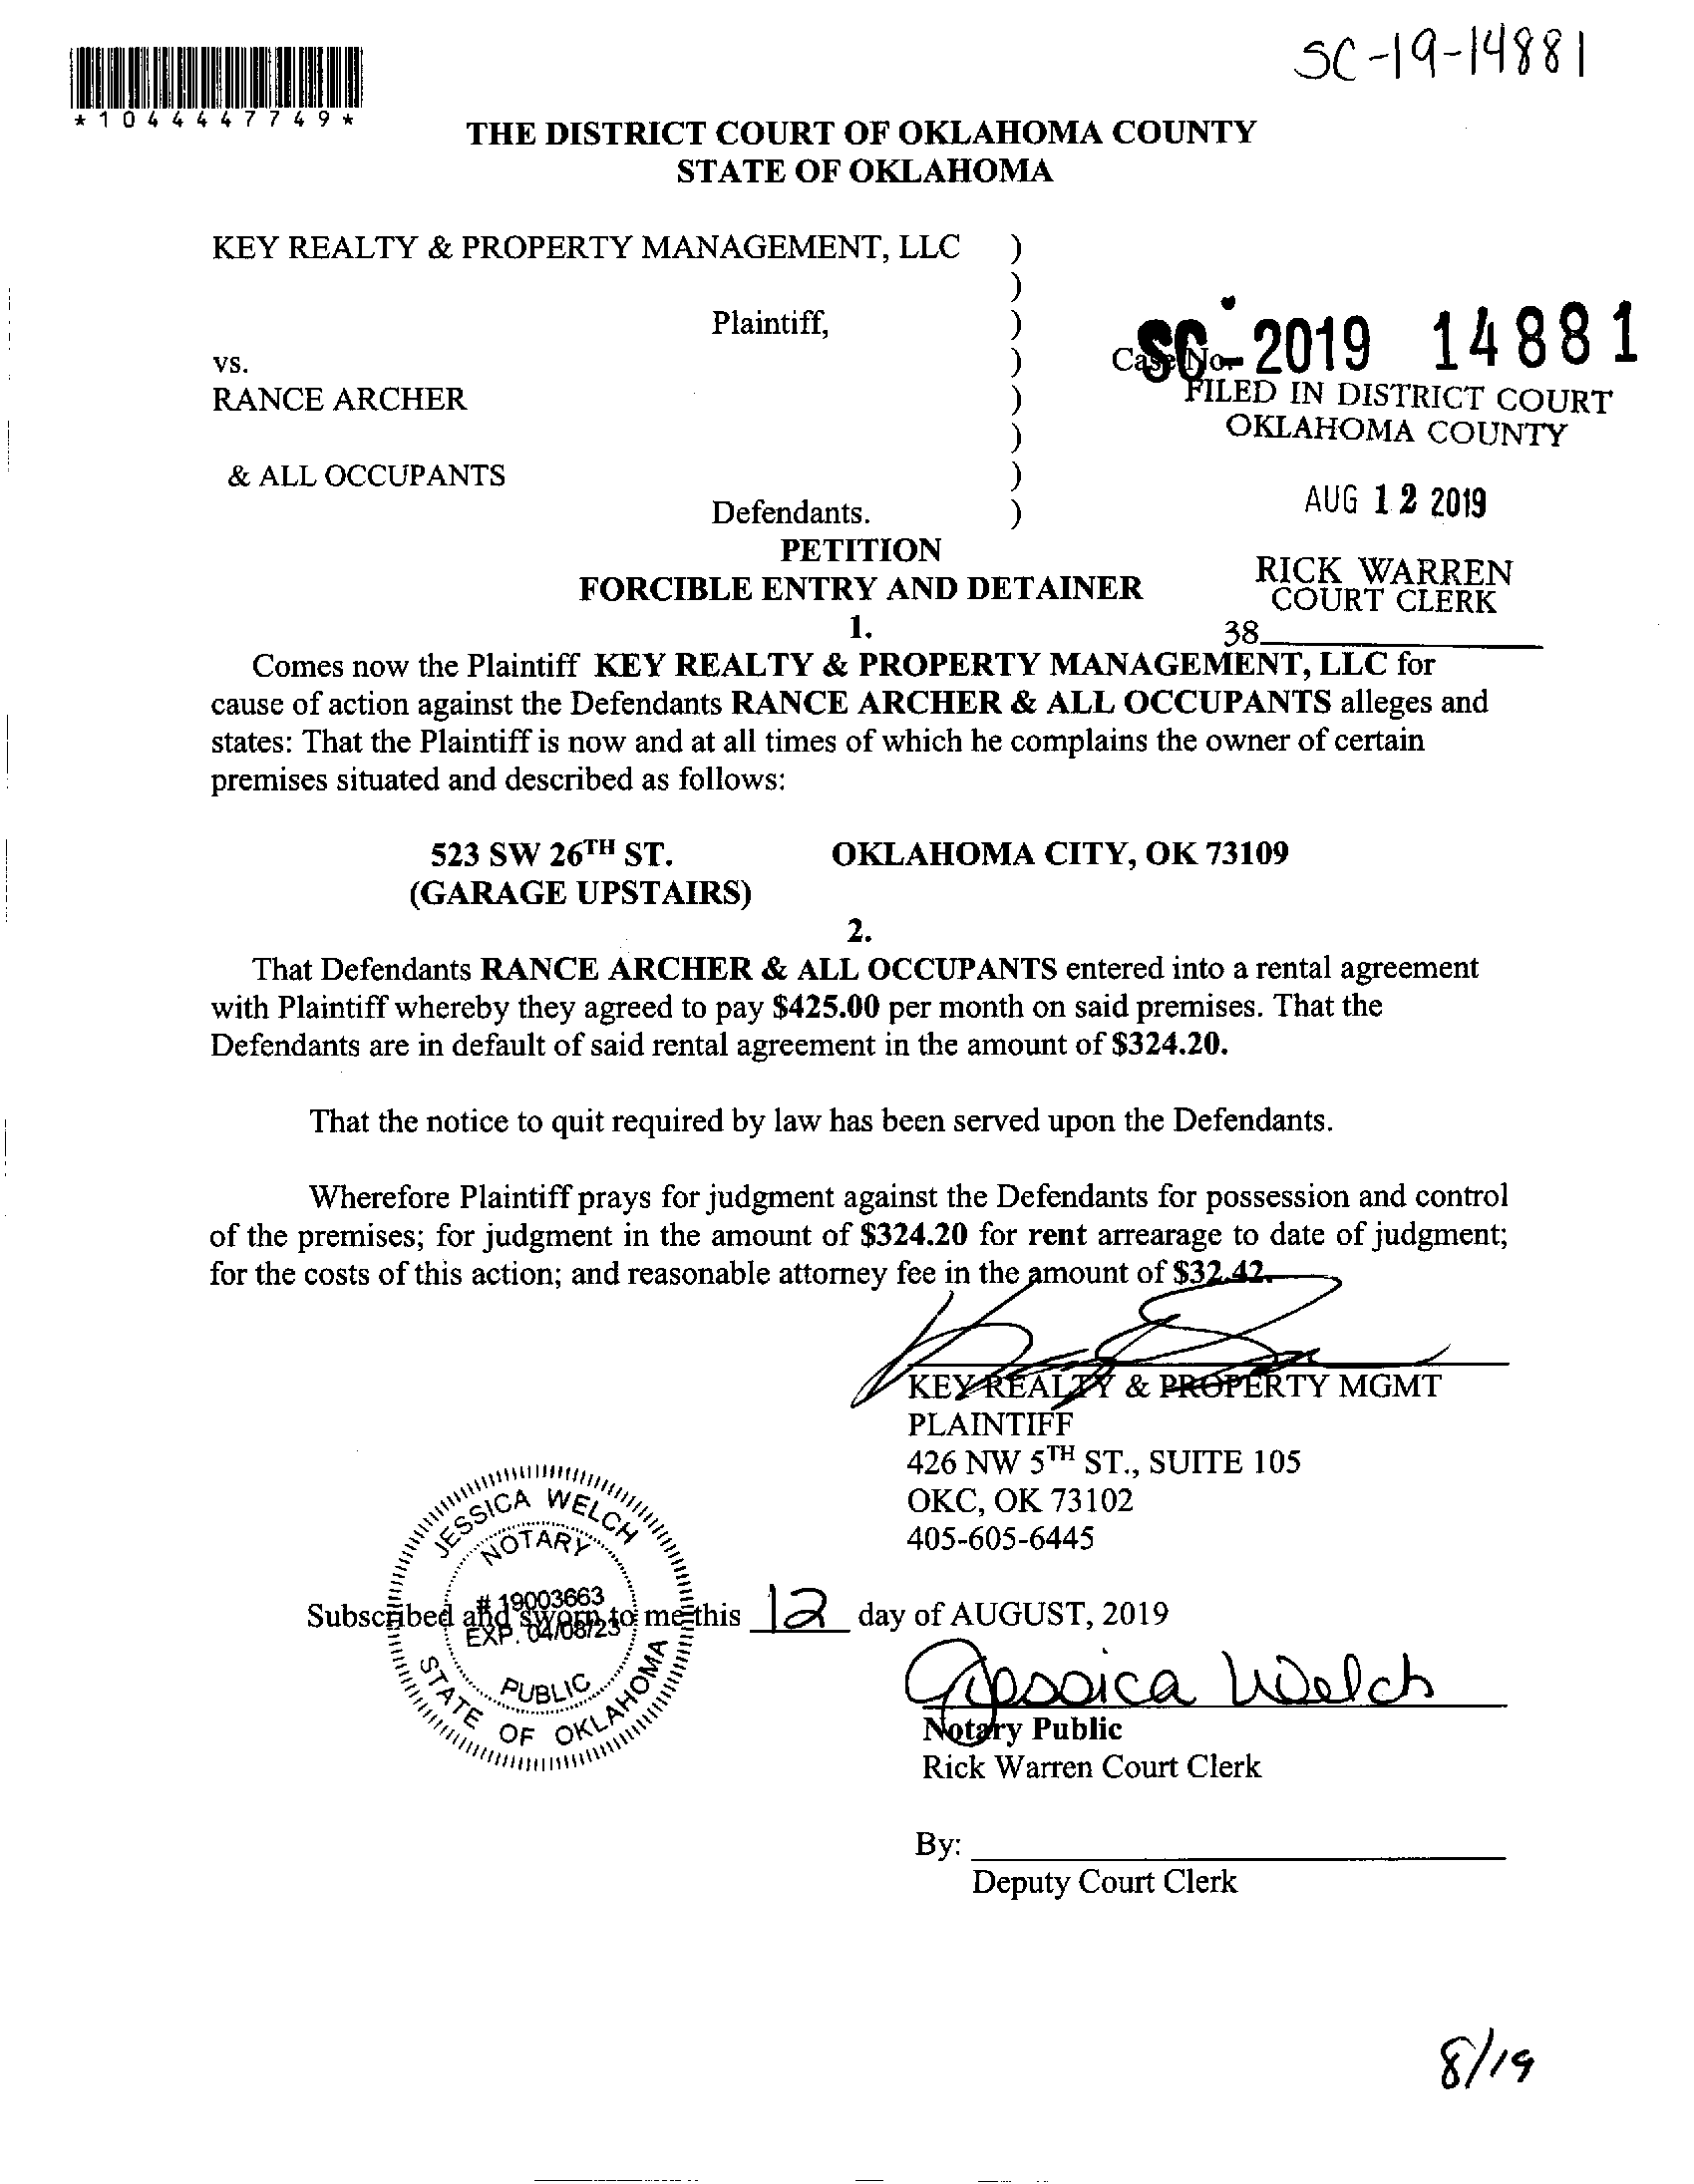 SC-19-14881
*1044447749*
THE DISTRICT COURT OF OKLAHOMA COUNTY
STATE OF OKLAHOMA
KEY REALTY & PROPERTY MANAGEMENT, LLC )
)
Plaintiff, )
vs. ) Case No.
SC-2019 14881
RANCE ARCHER )
FILED IN DISTRICT COURT
OKLAHOMA COUNTY
)
& ALL OCCUPANTS )
AUG 12 2019
Defendants. )
PETITION
RICK WARREN
FORCIBLE ENTRY AND DETAINER
COURT CLERK
1.
38
Comes now the Plaintiff KEY REALTY & PROPERTY MANAGEMENT, LLC for
cause of action against the Defendants RANCE ARCHER & ALL OCCUPANTS alleges and
states: That the Plaintiff is now and at all times of which he complains the owner of certain
premises situated and described as follows:
523 SW 26TH ST. OKLAHOMA CITY, OK 73109
(GARAGE UPSTAIRS)
2.
That Defendants RANCE ARCHER & ALL OCCUPANTS entered into a rental agreement
with Plaintiff whereby they agreed to pay $425.00 per month on said premises. That the
Defendants are in default of said rental agreement in the amount of $324.20.
That the notice to quit required by law has been served upon the Defendants.
Wherefore Plaintiff prays for judgment against the Defendants for possession and control
of the premises; for judgment in the amount of $324.20 for rent arrearage to date of judgment;
for the costs of this action; and reasonable attorney fee in the amount of $32.42.
KEY REALTY & PROPERTY MGMT
PLAINTIFF
426 NW 5TH ST., SUITE 105
OKC, OK 73102
405-605-6445
JESSICA WELCH
NOTARY
# 19003663
EXP. 04/08/23
PUBLIC
STATE OF OKLAHOMA
Subscribed and sworn to me this 12 day of AUGUST, 2019
Jessica Welch
Notary Public
Rick Warren Court Clerk
By:
Deputy Court Clerk
8/19